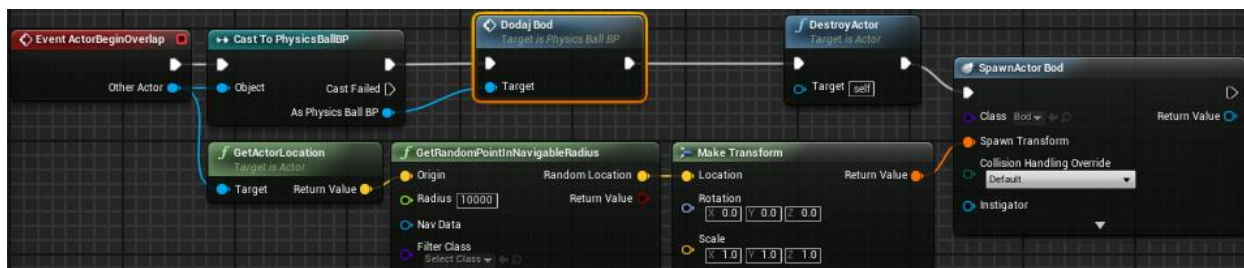 Event ActorBeginOverlap
Other Actor
Cast To PhysicsBallBP
Object
Cast Failed
As Physics Ball BP
Dodaj Bod
Target is Physics Ball BP
Target
DestroyActor
Target is Actor
Target self
SpawnActor Bod
Class Bod
Return Value
Spawn Transform
Collision Handling Override
Default
Instigator
GetActorLocation
Target is Actor
Target Return Value
GetRandomPointInNavigableRadius
Origin Random Location
Radius 10000 Return Value
Nav Data
Filter Class
Select Class
Make Transform
Location Return Value
Rotation
X 0.0 Y 0.0 Z 0.0
Scale
X 1.0 Y 1.0 Z 1.0